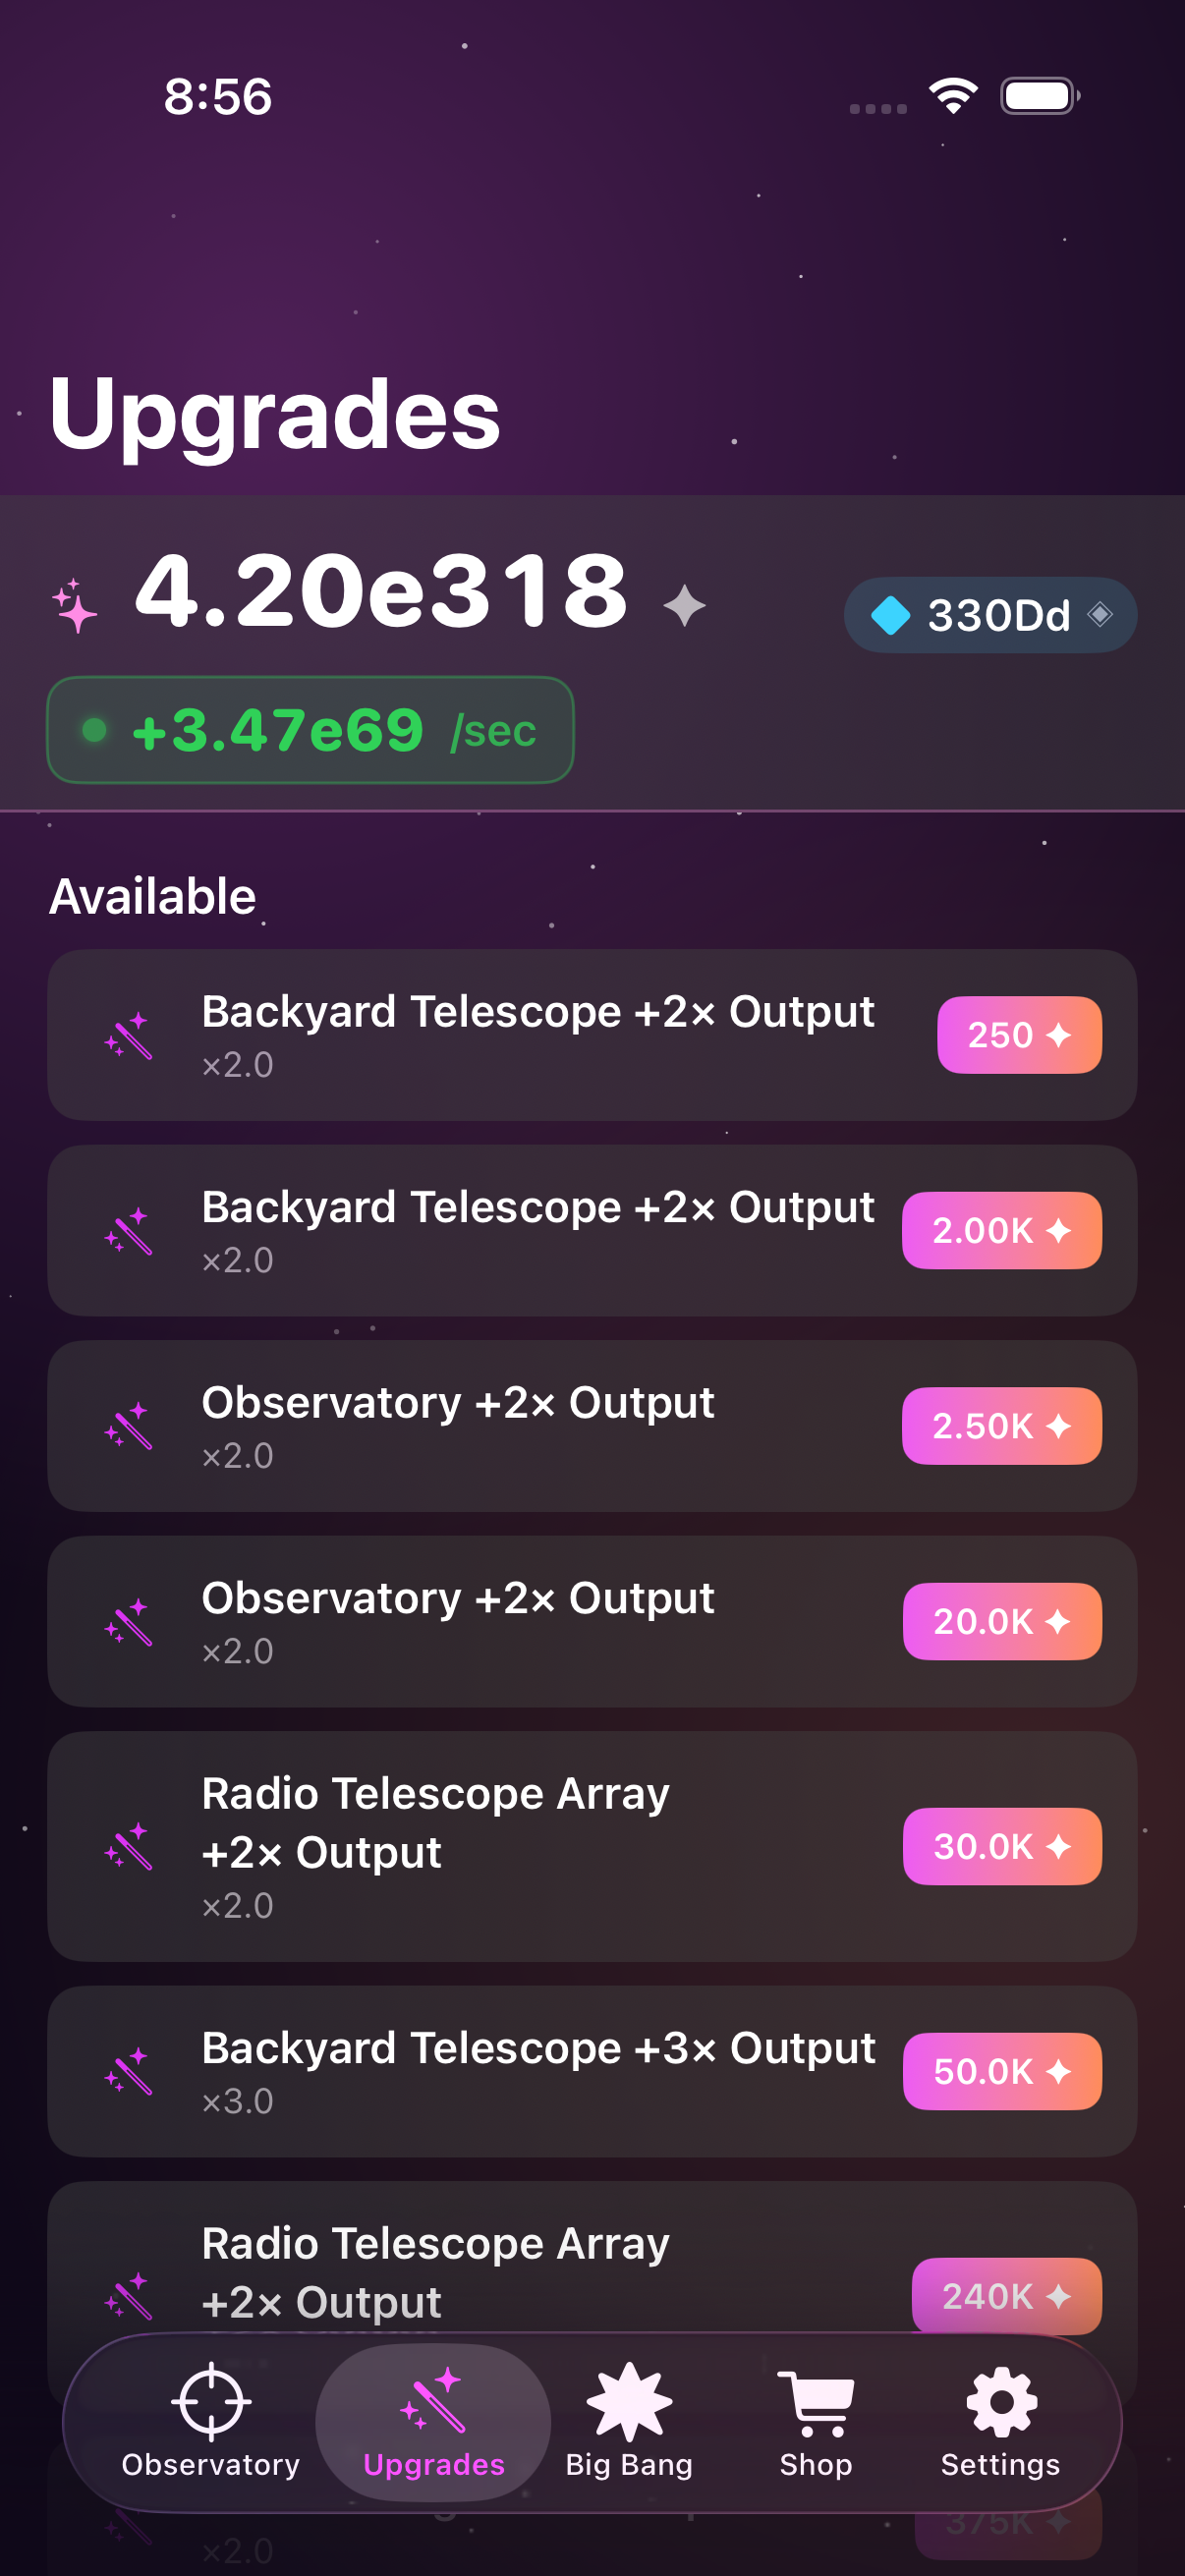 8:56
Upgrades
4.20e318
330Dd
+3.47e69 /sec
Available
Backyard Telescope +2× Output
×2.0
250
Backyard Telescope +2× Output
×2.0
2.00K
Observatory +2× Output
×2.0
2.50K
Observatory +2× Output
×2.0
20.0K
Radio Telescope Array
+2× Output
×2.0
30.0K
Backyard Telescope +3× Output
×3.0
50.0K
Radio Telescope Array
+2× Output
240K
Observatory
Upgrades
Big Bang
Shop
Settings
375K
×2.0